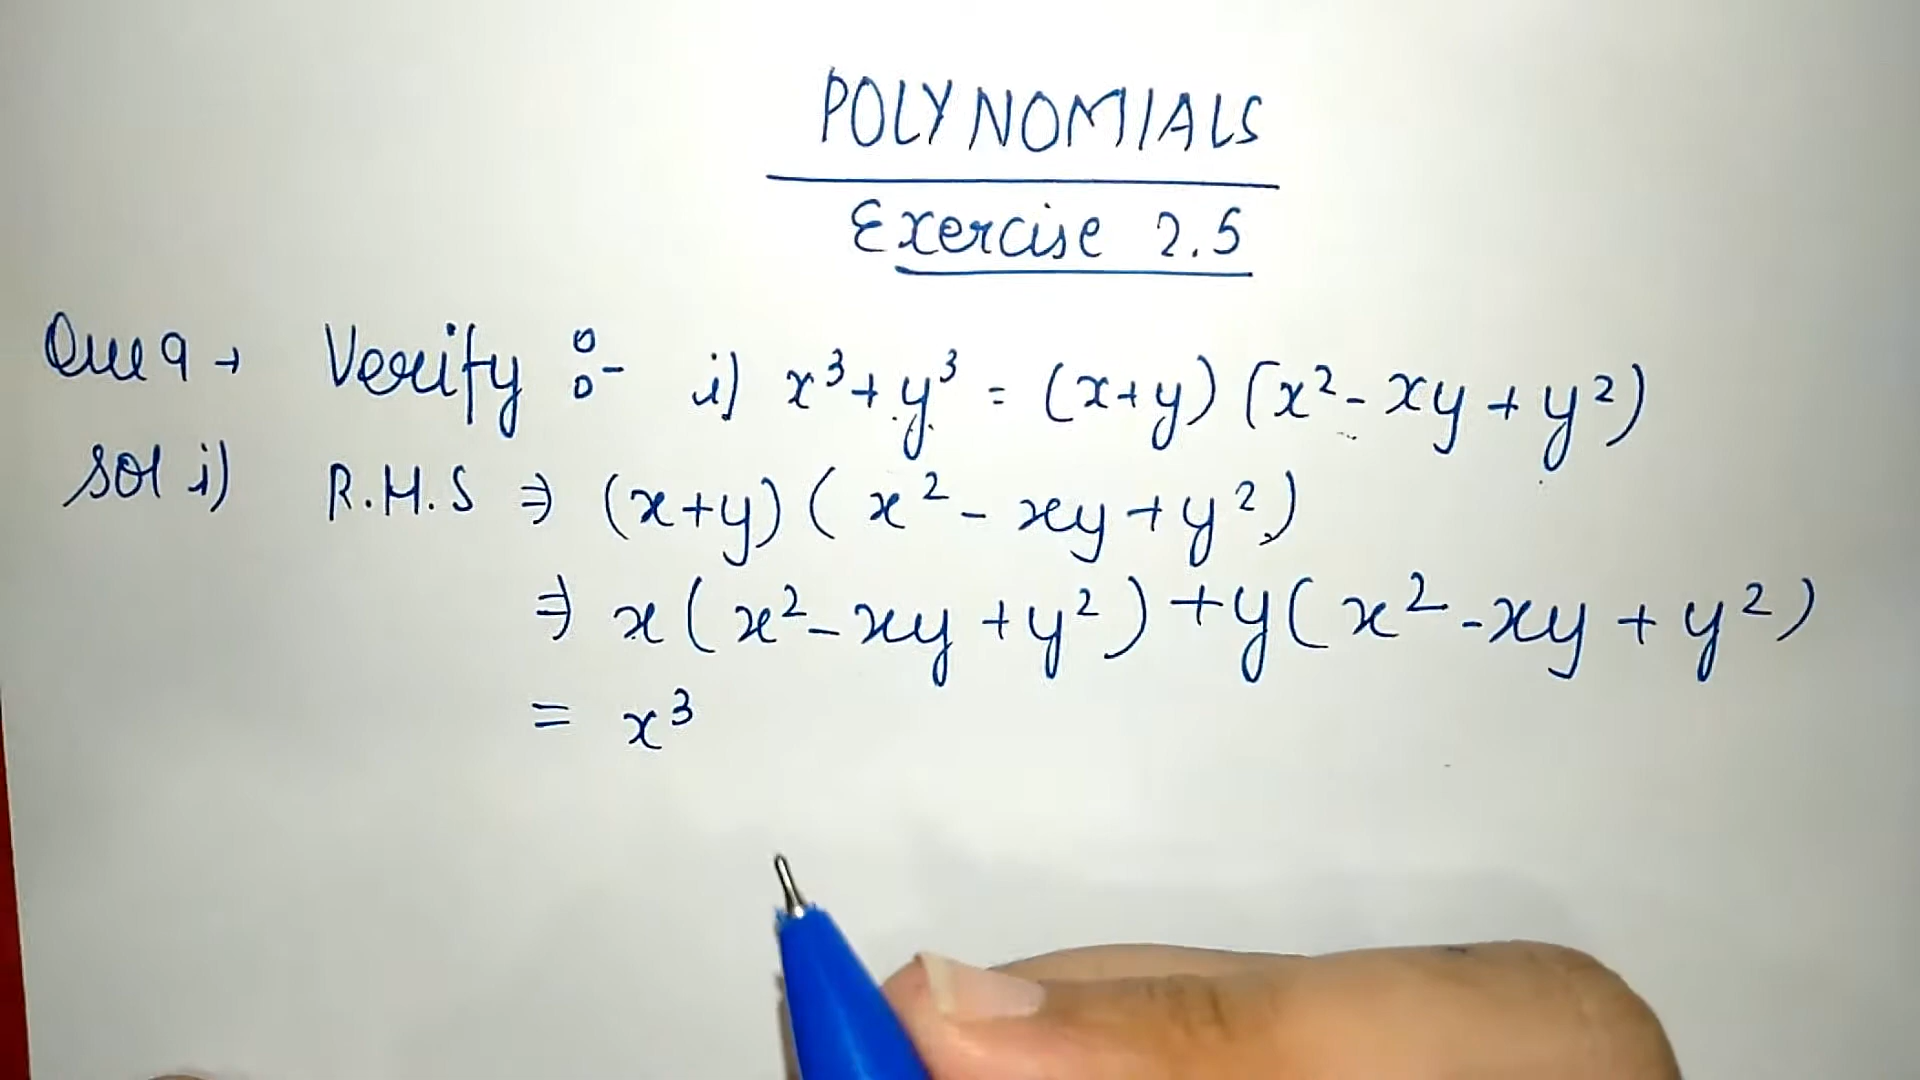 POLYNOMIALS
Exercise 2.5
Que 9 → Verify :- i) x³+y³ = (x+y) (x²-xy+y²)
sol i) R.H.S ⇒ (x+y) (x²-xy+y²)
⇒ x(x²-xy+y²)+y(x²-xy+y²)
= x³